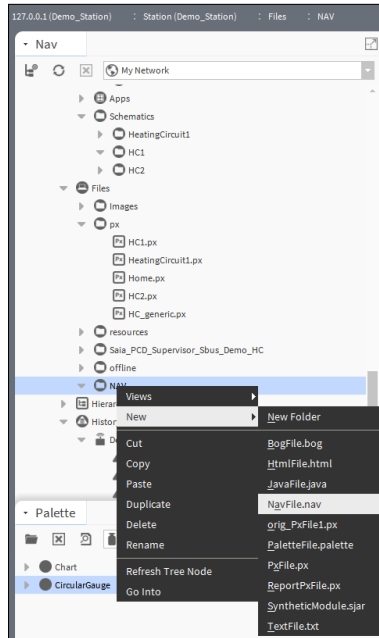 127.0.0.1 (Demo_Station) : Station (Demo_Station) : Files : NAV
Nav
My Network
Apps
Schematics
HeatingCircuit1
HC1
HC2
Files
Images
px
HC1.px
HeatingCircuit1.px
Home.px
HC2.px
HC_generic.px
resources
Saia_PCD_Supervisor_Sbus_Demo_HC
offline
NAV
Hierar
Histor
De
Views
New
Cut
Copy
Paste
Duplicate
Delete
Rename
Refresh Tree Node
Go Into
New Folder
BogFile.bog
HtmlFile.html
JavaFile.java
NavFile.nav
orig_PxFile1.px
PaletteFile.palette
PxFile.px
ReportPxFile.px
SyntheticModule.sjar
TextFile.txt
Palette
Chart
CircularGauge